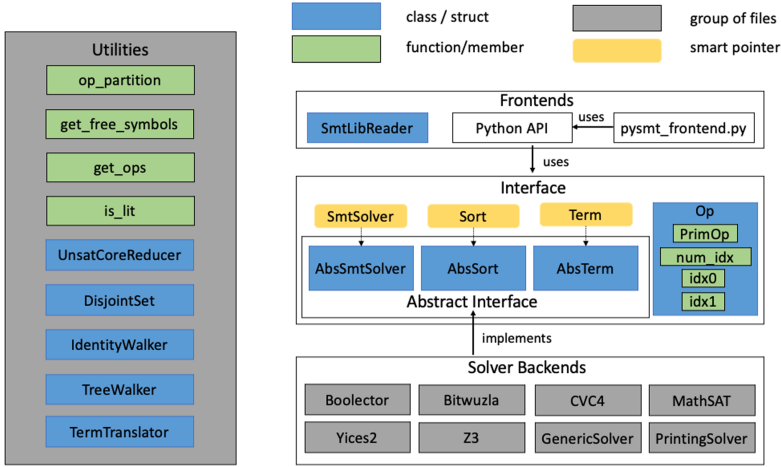 class / struct
group of files
function/member
smart pointer
Utilities
op_partition
get_free_symbols
get_ops
is_lit
UnsatCoreReducer
DisjointSet
IdentityWalker
TreeWalker
TermTranslator
Frontends
SmtLibReader
Python API
uses
pysmt_frontend.py
uses
Interface
SmtSolver
Sort
Term
AbsSmtSolver
AbsSort
AbsTerm
Abstract Interface
Op
PrimOp
num_idx
idx0
idx1
implements
Solver Backends
Boolector
Bitwuzla
CVC4
MathSAT
Yices2
Z3
GenericSolver
PrintingSolver